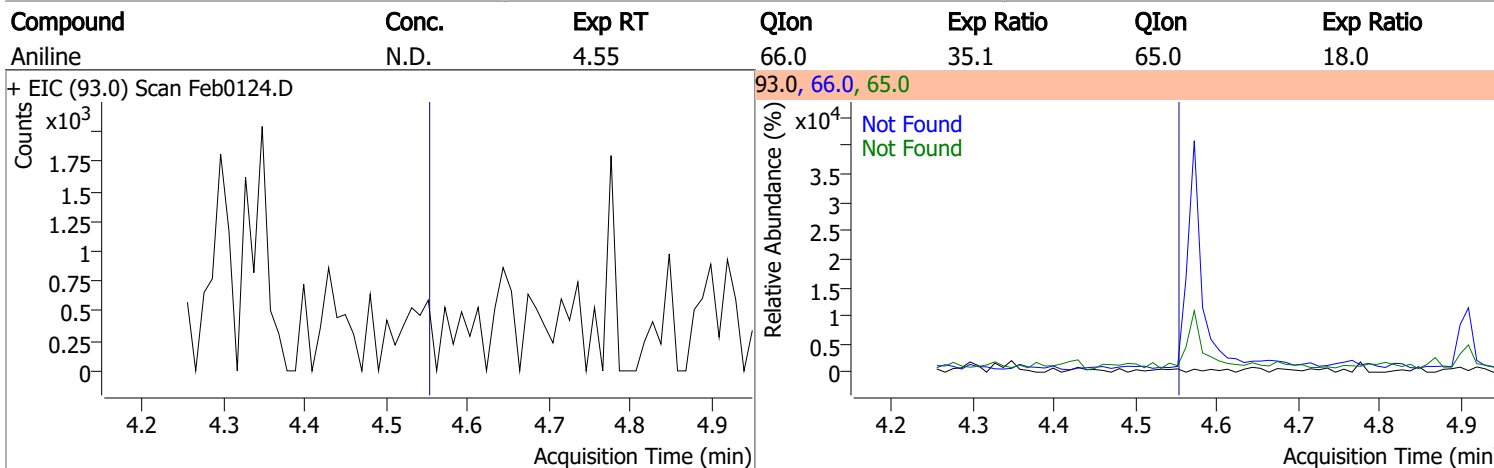 Compound Conc. Exp RT QIon Exp Ratio QIon Exp Ratio
Aniline N.D. 4.55 66.0 35.1 65.0 18.0
+ EIC (93.0) Scan Feb0124.D
Counts
x10³
1.75
1.5
1.25
1
0.75
0.5
0.25
0
4.2 4.3 4.4 4.5 4.6 4.7 4.8 4.9
Acquisition Time (min)
93.0, 66.0, 65.0
Relative Abundance (%)
x10⁴
Not Found
Not Found
3.5
3
2.5
2
1.5
1
0.5
0
4.2 4.3 4.4 4.5 4.6 4.7 4.8 4.9
Acquisition Time (min